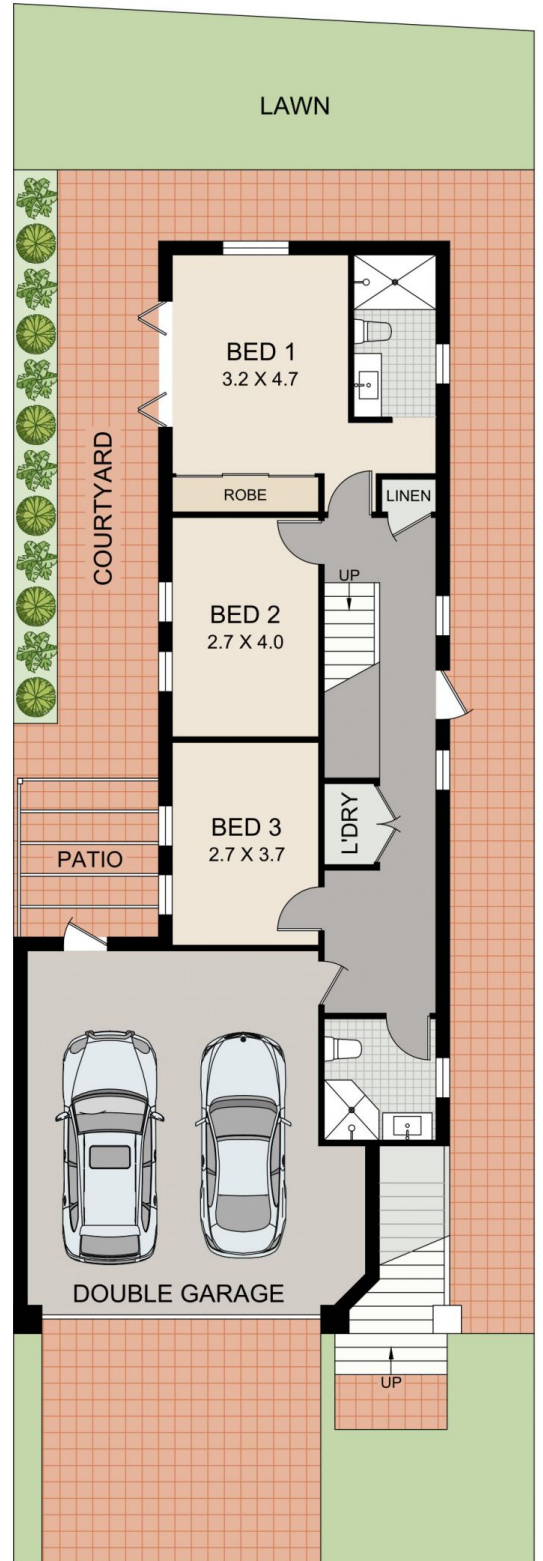 LAWN
BED 1
3.2 X 4.7
COURTYARD
ROBE
LINEN
UP
BED 2
2.7 X 4.0
BED 3
2.7 X 3.7
L'DRY
PATIO
DOUBLE GARAGE
UP